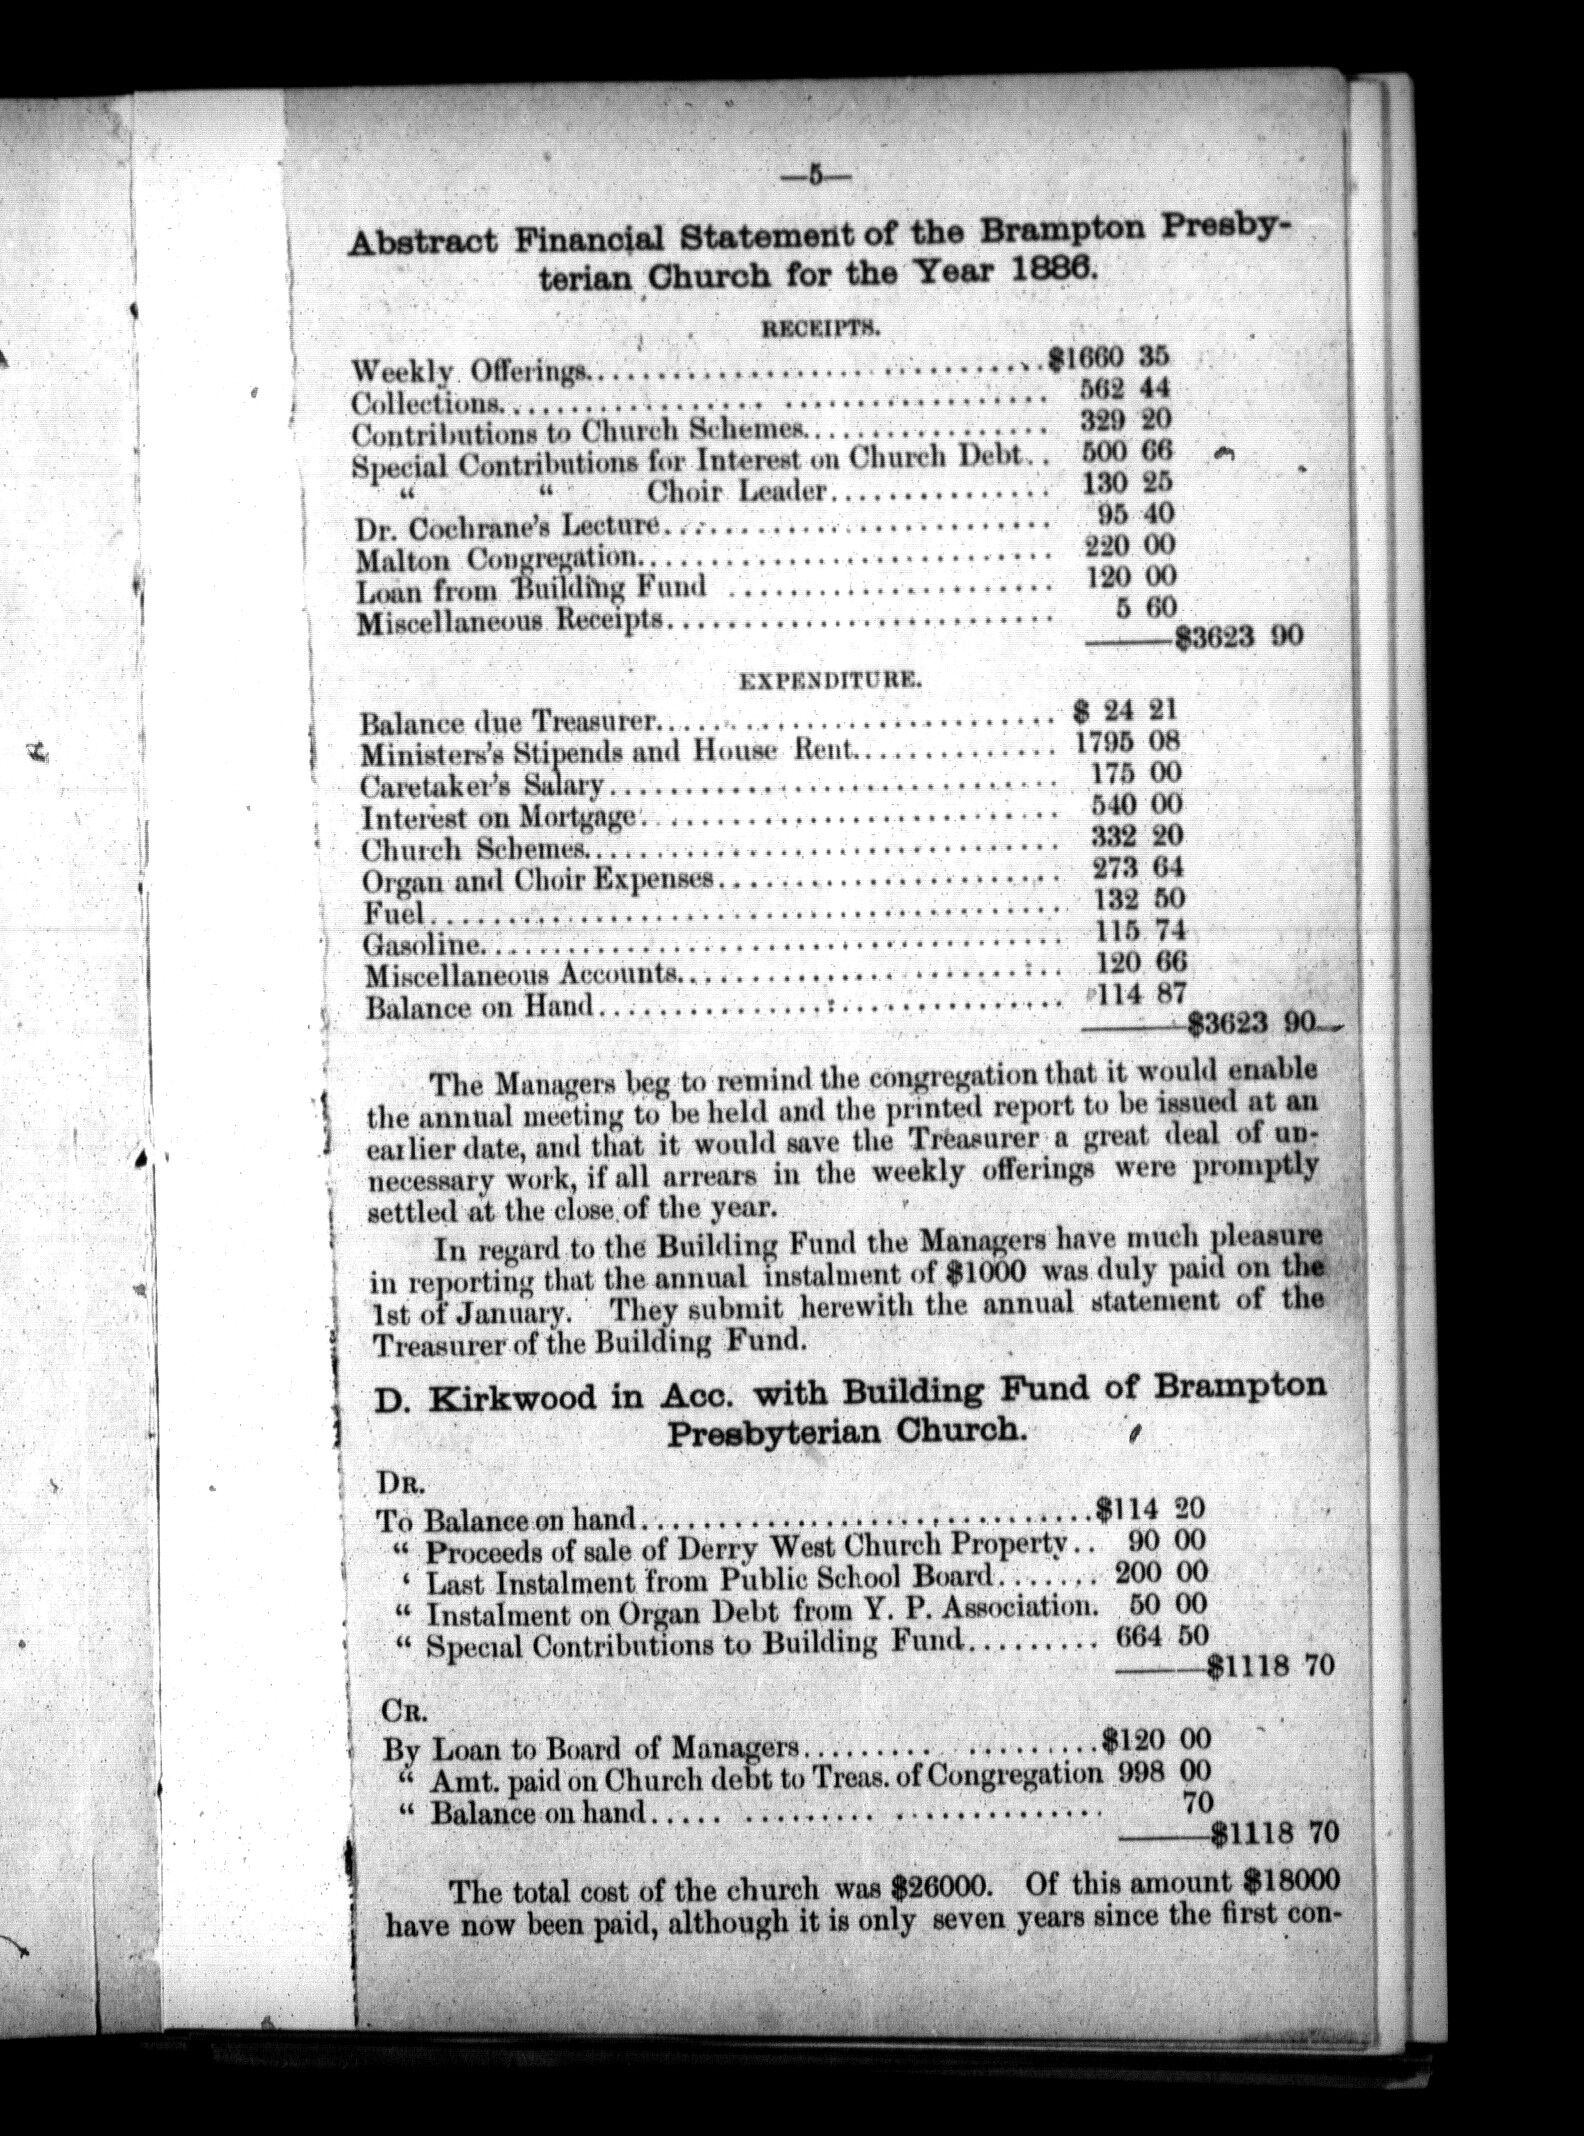 —5—
Abstract Financial Statement of the Brampton Presby-
terian Church for the Year 1886.
RECEIPTS.
Weekly Offerings.......................................$1660 35
Collections.......................................562 44
Contributions to Church Schemes.................329 20
Special Contributions for Interest on Church Debt..500 66
“ “ Choir Leader...............130 25
Dr. Cochrane's Lecture..........................95 40
Malton Congregation............................220 00
Loan from Building Fund ......................120 00
Miscellaneous Receipts..........................5 60
———$3623 90
EXPENDITURE.
Balance due Treasurer...........................$ 24 21
Ministers's Stipends and House Rent..............1795 08
Caretaker's Salary..............................175 00
Interest on Mortgage............................540 00
Church Schemes................................332 20
Organ and Choir Expenses.......................273 64
Fuel..........................................132 50
Gasoline.......................................115 74
Miscellaneous Accounts..........................120 66
Balance on Hand...............................114 87
———$3623 90
The Managers beg to remind the congregation that it would enable
the annual meeting to be held and the printed report to be issued at an
earlier date, and that it would save the Treasurer a great deal of un-
necessary work, if all arrears in the weekly offerings were promptly
settled at the close of the year.
In regard to the Building Fund the Managers have much pleasure
in reporting that the annual instalment of $1000 was duly paid on the
1st of January. They submit herewith the annual statement of the
Treasurer of the Building Fund.
D. Kirkwood in Acc. with Building Fund of Brampton
Presbyterian Church.
DR.
To Balance on hand..............................$114 20
“ Proceeds of sale of Derry West Church Property.. 90 00
‘ Last Instalment from Public School Board....... 200 00
“ Instalment on Organ Debt from Y. P. Association. 50 00
“ Special Contributions to Building Fund......... 664 50
———$1118 70
CR.
By Loan to Board of Managers......... .........$120 00
“ Amt. paid on Church debt to Treas. of Congregation 998 00
“ Balance on hand..... ......... .............. 70
———$1118 70
The total cost of the church was $26000. Of this amount $18000
have now been paid, although it is only seven years since the first con-